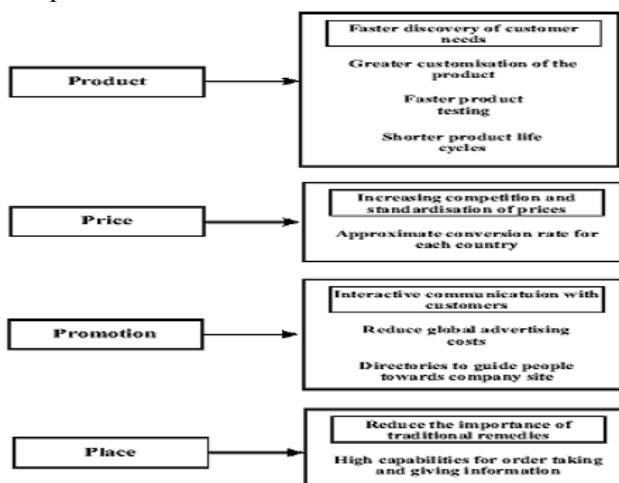 Product
Faster discovery of customer
needs
Greater customisation of the
product
Faster product
testing
Shorter product life
cycles
Price
Increasing competition and
standardisation of prices
Approximate conversion rate for
each country
Promotion
Interactive communicatuion with
customers
Reduce global advertising
costs
Directories to guide people
towards company site
Place
Reduce the importance of
traditional remedies
High capabilities for order taking
and giving information